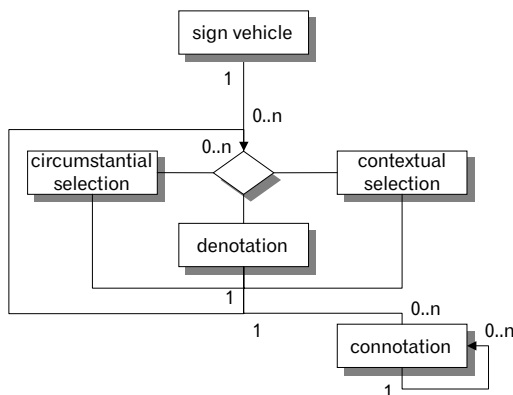 sign vehicle
1
0..n
0..n
circumstantial
selection
contextual
selection
denotation
1
1
0..n
0..n
connotation
1